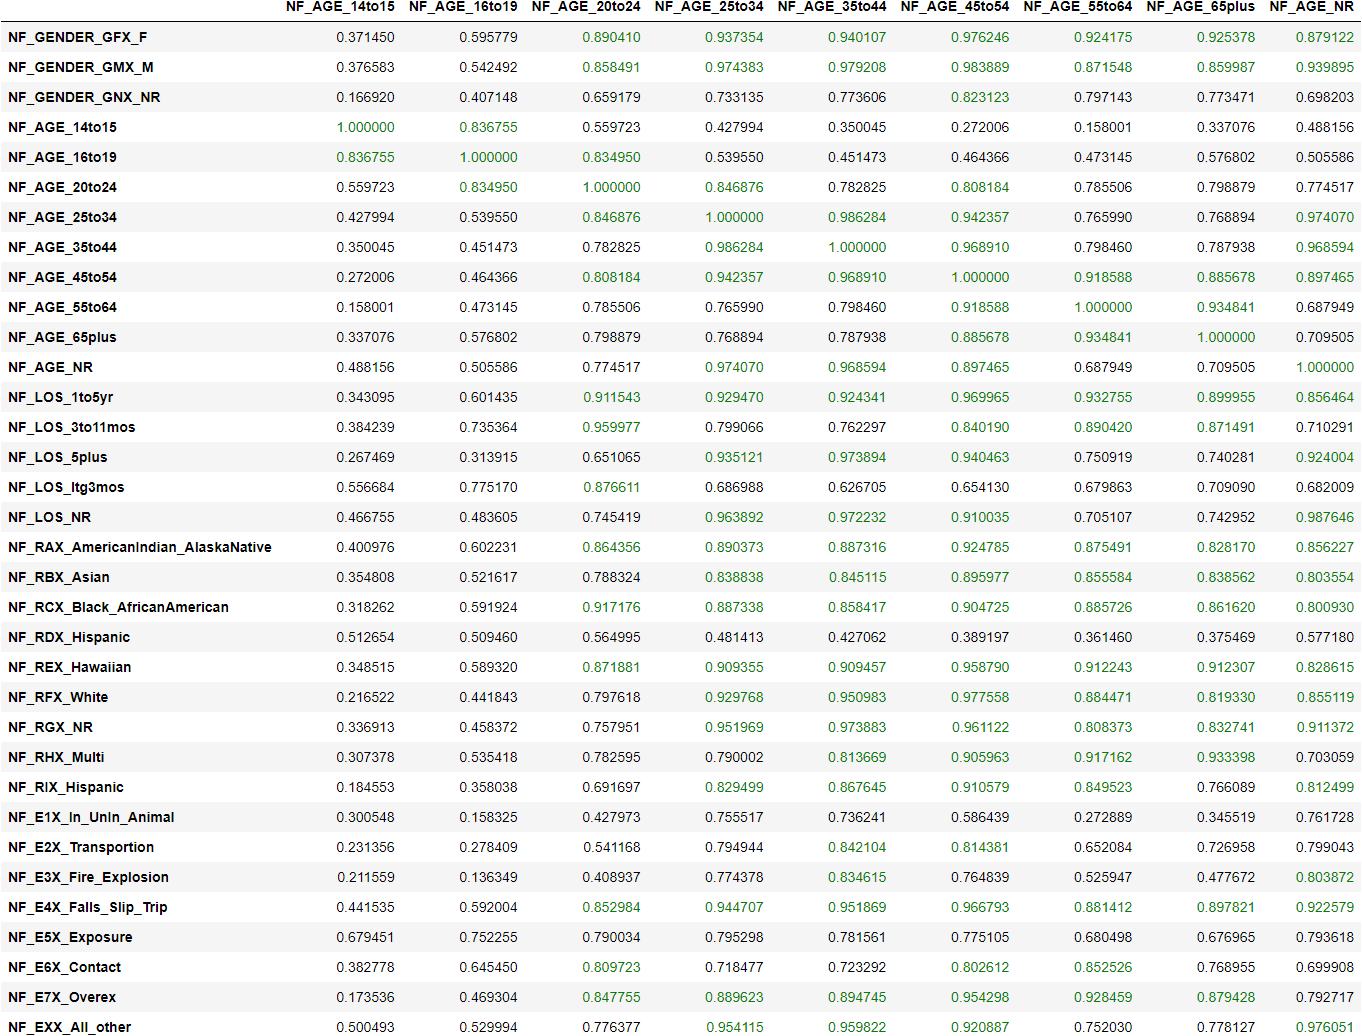 NF_AGE_14to15 NF_AGE_16to19 NF_AGE_20to24 NF_AGE_25to34 NF_AGE_35to44 NF_AGE_45to54 NF_AGE_55to64 NF_AGE_65plus NF_AGE_NR
NF_GENDER_GFX_F 0.371450 0.595779 0.890410 0.937354 0.940107 0.976246 0.924175 0.925378 0.879122
NF_GENDER_GMX_M 0.376583 0.542492 0.858491 0.974383 0.979208 0.983889 0.871548 0.859987 0.939895
NF_GENDER_GNX_NR 0.166920 0.407148 0.659179 0.733135 0.773606 0.823123 0.797143 0.773471 0.698203
NF_AGE_14to15 1.000000 0.836755 0.559723 0.427994 0.350045 0.272006 0.158001 0.337076 0.488156
NF_AGE_16to19 0.836755 1.000000 0.834950 0.539550 0.451473 0.464366 0.473145 0.576802 0.505586
NF_AGE_20to24 0.559723 0.834950 1.000000 0.846876 0.782825 0.808184 0.785506 0.798879 0.774517
NF_AGE_25to34 0.427994 0.539550 0.846876 1.000000 0.986284 0.942357 0.765990 0.768894 0.974070
NF_AGE_35to44 0.350045 0.451473 0.782825 0.986284 1.000000 0.968910 0.798460 0.787938 0.968594
NF_AGE_45to54 0.272006 0.464366 0.808184 0.942357 0.968910 1.000000 0.918588 0.885678 0.897465
NF_AGE_55to64 0.158001 0.473145 0.785506 0.765990 0.798460 0.918588 1.000000 0.934841 0.687949
NF_AGE_65plus 0.337076 0.576802 0.798879 0.768894 0.787938 0.885678 0.934841 1.000000 0.709505
NF_AGE_NR 0.488156 0.505586 0.774517 0.974070 0.968594 0.897465 0.687949 0.709505 1.000000
NF_LOS_1to5yr 0.343095 0.601435 0.911543 0.929470 0.924341 0.969965 0.932755 0.899955 0.856464
NF_LOS_3to11mos 0.384239 0.735364 0.959977 0.799066 0.762297 0.840190 0.890420 0.871491 0.710291
NF_LOS_5plus 0.267469 0.313915 0.651065 0.935121 0.973894 0.940463 0.750919 0.740281 0.924004
NF_LOS_ltg3mos 0.556684 0.775170 0.876611 0.686988 0.626705 0.654130 0.679863 0.709090 0.682009
NF_LOS_NR 0.466755 0.483605 0.745419 0.963892 0.972232 0.910035 0.705107 0.742952 0.987646
NF_RAX_AmericanIndian_AlaskaNative 0.400976 0.602231 0.864356 0.890373 0.887316 0.924785 0.875491 0.828170 0.856227
NF_RBX_Asian 0.354808 0.521617 0.788324 0.838838 0.845115 0.895977 0.855584 0.838562 0.803554
NF_RCX_Black_AfricanAmerican 0.318262 0.591924 0.917176 0.887338 0.858417 0.904725 0.885726 0.861620 0.800930
NF_RDX_Hispanic 0.512654 0.509460 0.564995 0.481413 0.427062 0.389197 0.361460 0.375469 0.577180
NF_REX_Hawaiian 0.348515 0.589320 0.871881 0.909355 0.909457 0.958790 0.912243 0.912307 0.828615
NF_RFX_White 0.216522 0.441843 0.797618 0.929768 0.950983 0.977558 0.884471 0.819330 0.855119
NF_RGX_NR 0.336913 0.458372 0.757951 0.951969 0.973883 0.961122 0.808373 0.832741 0.911372
NF_RHX_Multi 0.307378 0.535418 0.782595 0.790002 0.813669 0.905963 0.917162 0.933398 0.703059
NF_RIX_Hispanic 0.184553 0.358038 0.691697 0.829499 0.867645 0.910579 0.849523 0.766089 0.812499
NF_E1X_In_UnIn_Animal 0.300548 0.158325 0.427973 0.755517 0.736241 0.586439 0.272889 0.345519 0.761728
NF_E2X_Transportion 0.231356 0.278409 0.541168 0.794944 0.842104 0.814381 0.652084 0.726958 0.799043
NF_E3X_Fire_Explosion 0.211559 0.136349 0.408937 0.774378 0.834615 0.764839 0.525947 0.477672 0.803872
NF_E4X_Falls_Slip_Trip 0.441535 0.592004 0.852984 0.944707 0.951869 0.966793 0.881412 0.897821 0.922579
NF_E5X_Exposure 0.679451 0.752255 0.790034 0.795298 0.781561 0.775105 0.680498 0.676965 0.793618
NF_E6X_Contact 0.382778 0.645450 0.809723 0.718477 0.723292 0.802612 0.852526 0.768955 0.699908
NF_E7X_Overex 0.173536 0.469304 0.847755 0.889623 0.894745 0.954298 0.928459 0.879428 0.792717
NF_EXX_All_other 0.500493 0.529994 0.776377 0.954115 0.959822 0.920887 0.752030 0.778127 0.976051